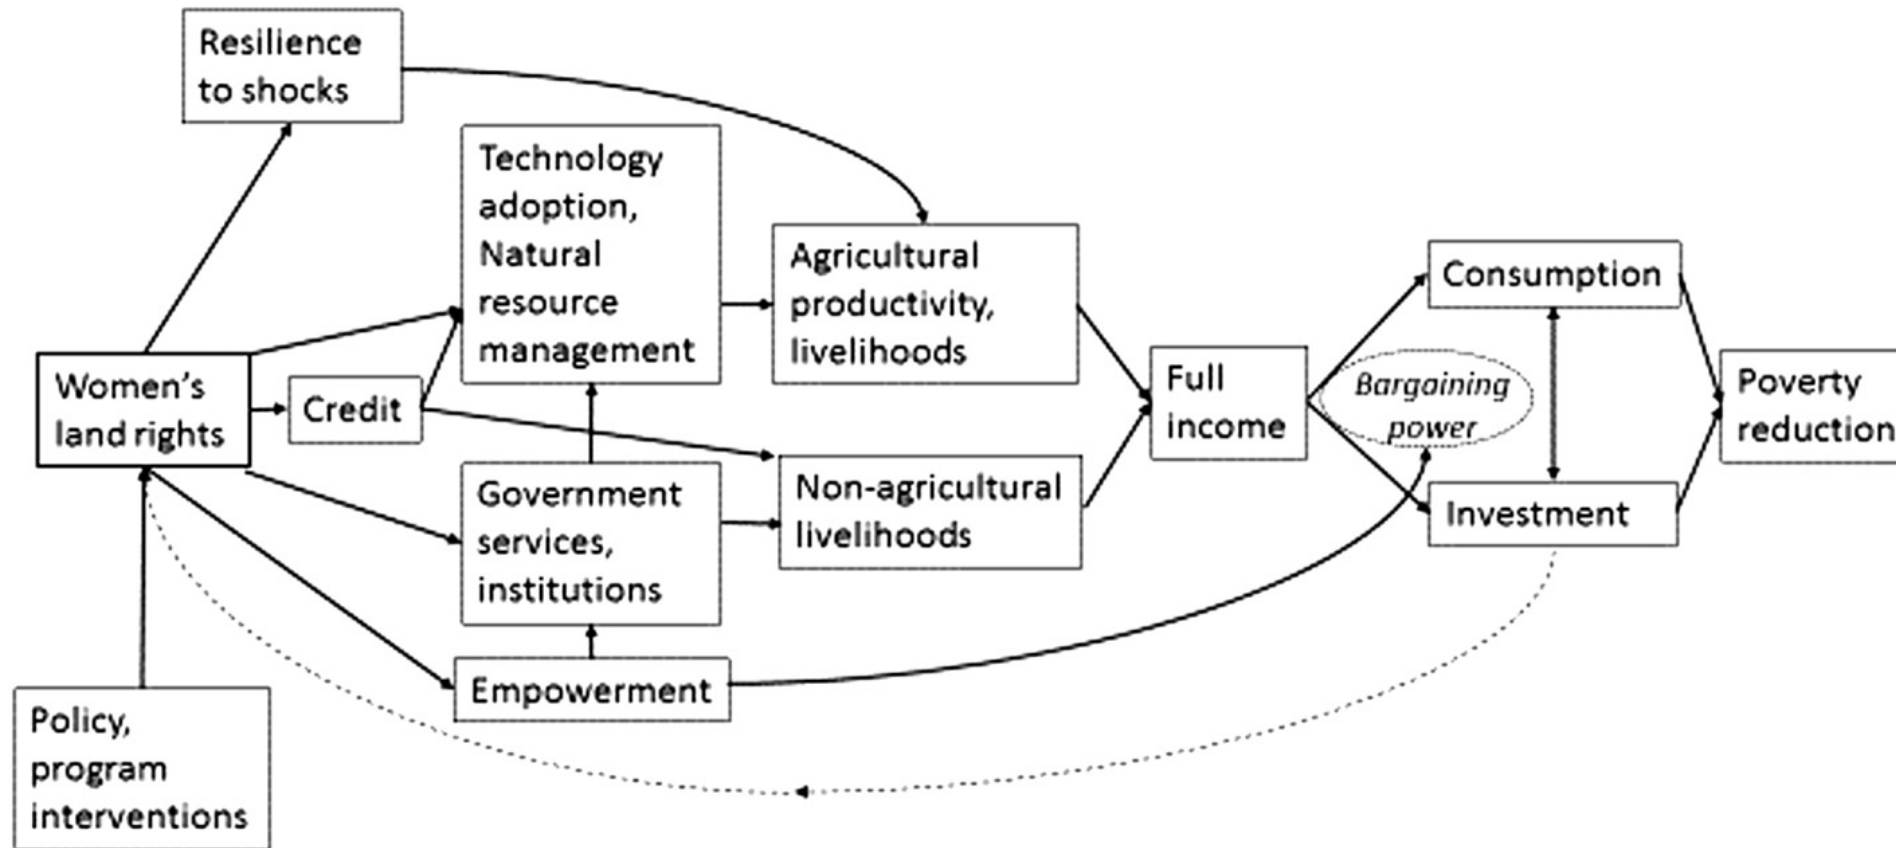 Resilience
to shocks
Technology
adoption,
Natural
resource
management
Agricultural
productivity,
livelihoods
Consumption
Women’s
land rights
Credit
Full
income
Bargaining
power
Poverty
reduction
Government
services,
institutions
Non-agricultural
livelihoods
Investment
Empowerment
Policy,
program
interventions